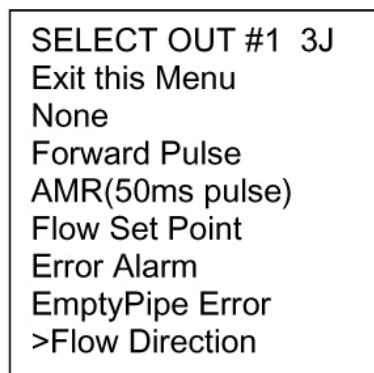 SELECT OUT #1  3J
Exit this Menu
None
Forward Pulse
AMR(50ms pulse)
Flow Set Point
Error Alarm
EmptyPipe Error
>Flow Direction